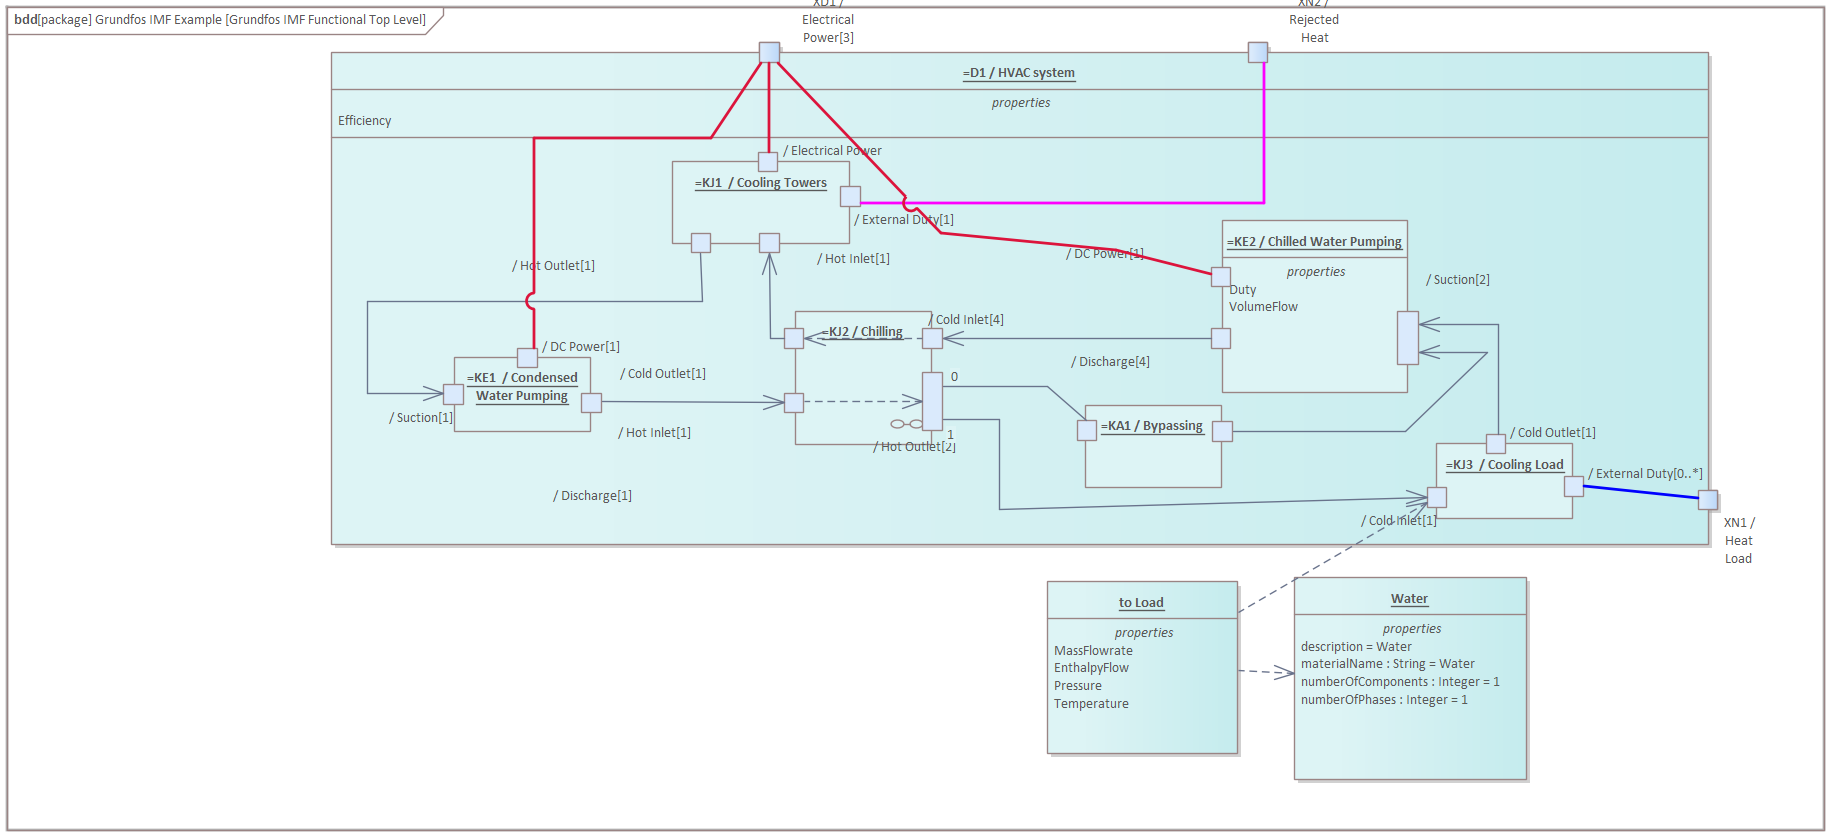 bdd[package] Grundfos IMF Example [Grundfos IMF Functional Top Level]
XD1 /
Electrical
Power[3]
XN2 /
Rejected
Heat
=D1 / HVAC system
properties
Efficiency
/ Electrical Power
=KJ1  / Cooling Towers
/ External Duty[1]
/ Hot Outlet[1]
/ Hot Inlet[1]
/ DC Power[1]
=KE2 / Chilled Water Pumping
properties
Duty
VolumeFlow
/ Suction[2]
=KJ2 / Chilling
/ Cold Inlet[4]
/ Discharge[4]
/ DC Power[1]
=KE1  / Condensed
Water Pumping
/ Cold Outlet[1]
/ Suction[1]
/ Hot Inlet[1]
0
1
/ Hot Outlet[2]
=KA1 / Bypassing
/ Cold Outlet[1]
=KJ3  / Cooling Load
/ External Duty[0..*]
/ Discharge[1]
/ Cold Inlet[1]
XN1 /
Heat
Load
to Load
properties
MassFlowrate
EnthalpyFlow
Pressure
Temperature
Water
properties
description = Water
materialName : String = Water
numberOfComponents : Integer = 1
numberOfPhases : Integer = 1